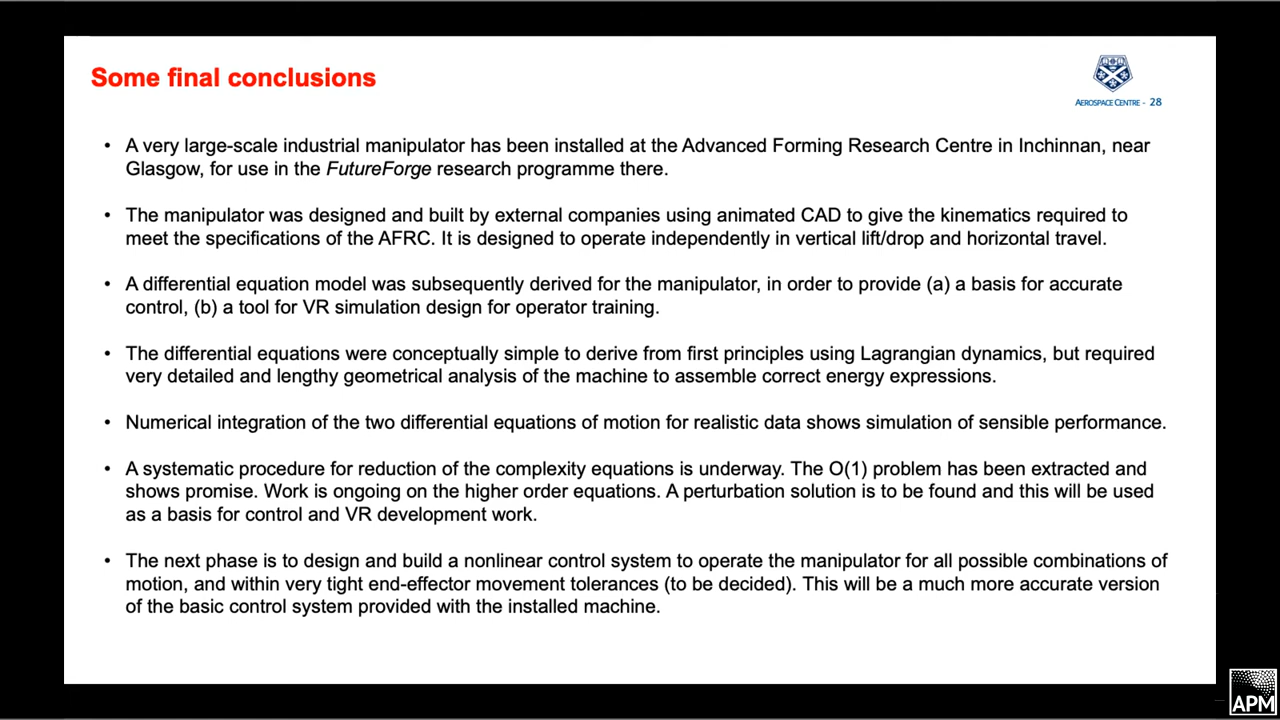 Some final conclusions
AEROSPACE CENTRE - 28
• A very large-scale industrial manipulator has been installed at the Advanced Forming Research Centre in Inchinnan, near
Glasgow, for use in the FutureForge research programme there.
• The manipulator was designed and built by external companies using animated CAD to give the kinematics required to
meet the specifications of the AFRC. It is designed to operate independently in vertical lift/drop and horizontal travel.
• A differential equation model was subsequently derived for the manipulator, in order to provide (a) a basis for accurate
control, (b) a tool for VR simulation design for operator training.
• The differential equations were conceptually simple to derive from first principles using Lagrangian dynamics, but required
very detailed and lengthy geometrical analysis of the machine to assemble correct energy expressions.
• Numerical integration of the two differential equations of motion for realistic data shows simulation of sensible performance.
• A systematic procedure for reduction of the complexity equations is underway. The O(1) problem has been extracted and
shows promise. Work is ongoing on the higher order equations. A perturbation solution is to be found and this will be used
as a basis for control and VR development work.
• The next phase is to design and build a nonlinear control system to operate the manipulator for all possible combinations of
motion, and within very tight end-effector movement tolerances (to be decided). This will be a much more accurate version
of the basic control system provided with the installed machine.
APM